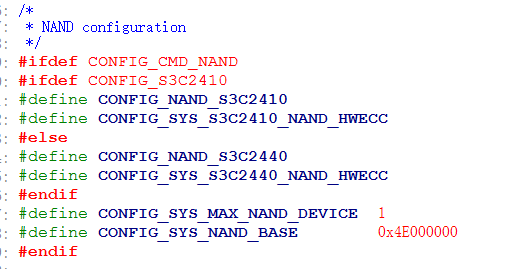 /*
 * NAND configuration
 */
#ifdef CONFIG_CMD_NAND
#ifdef CONFIG_S3C2410
#define CONFIG_NAND_S3C2410
#define CONFIG_SYS_S3C2410_NAND_HWECC
#else
#define CONFIG_NAND_S3C2440
#define CONFIG_SYS_S3C2440_NAND_HWECC
#endif
#define CONFIG_SYS_MAX_NAND_DEVICE 1
#define CONFIG_SYS_NAND_BASE 0x4E000000
#endif